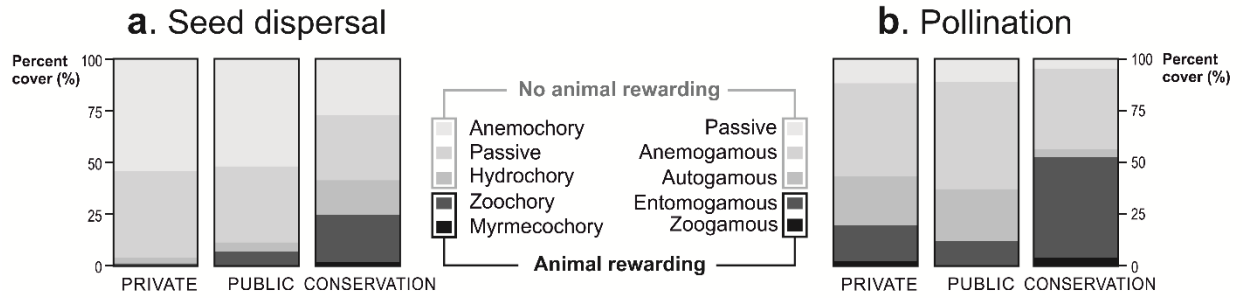 a. Seed dispersal
b. Pollination
Percent cover (%)
100
75
50
25
0
PRIVATE
PUBLIC
CONSERVATION
No animal rewarding
Anemochory
Passive
Hydrochory
Zoochory
Myrmecochory
Passive
Anemogamous
Autogamous
Entomogamous
Zoogamous
Animal rewarding
PRIVATE
PUBLIC
CONSERVATION
100
75
50
25
0
Percent cover (%)